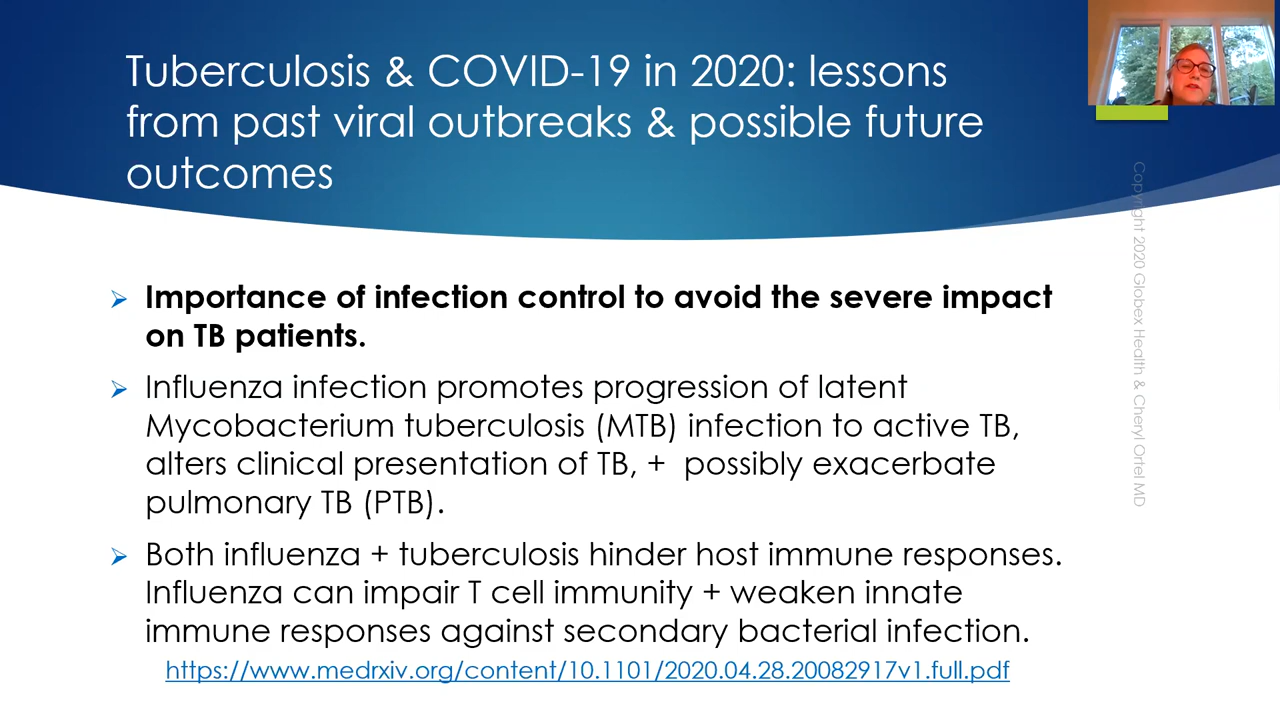 Tuberculosis & COVID-19 in 2020: lessons
from past viral outbreaks & possible future
outcomes
Importance of infection control to avoid the severe impact
on TB patients.
Influenza infection promotes progression of latent
Mycobacterium tuberculosis (MTB) infection to active TB,
alters clinical presentation of TB, + possibly exacerbate
pulmonary TB (PTB).
Both influenza + tuberculosis hinder host immune responses.
Influenza can impair T cell immunity + weaken innate
immune responses against secondary bacterial infection.
https://www.medrxiv.org/content/10.1101/2020.04.28.20082917v1.full.pdf
Copyright 2020 Globex Health & Cheryl Ortel MD